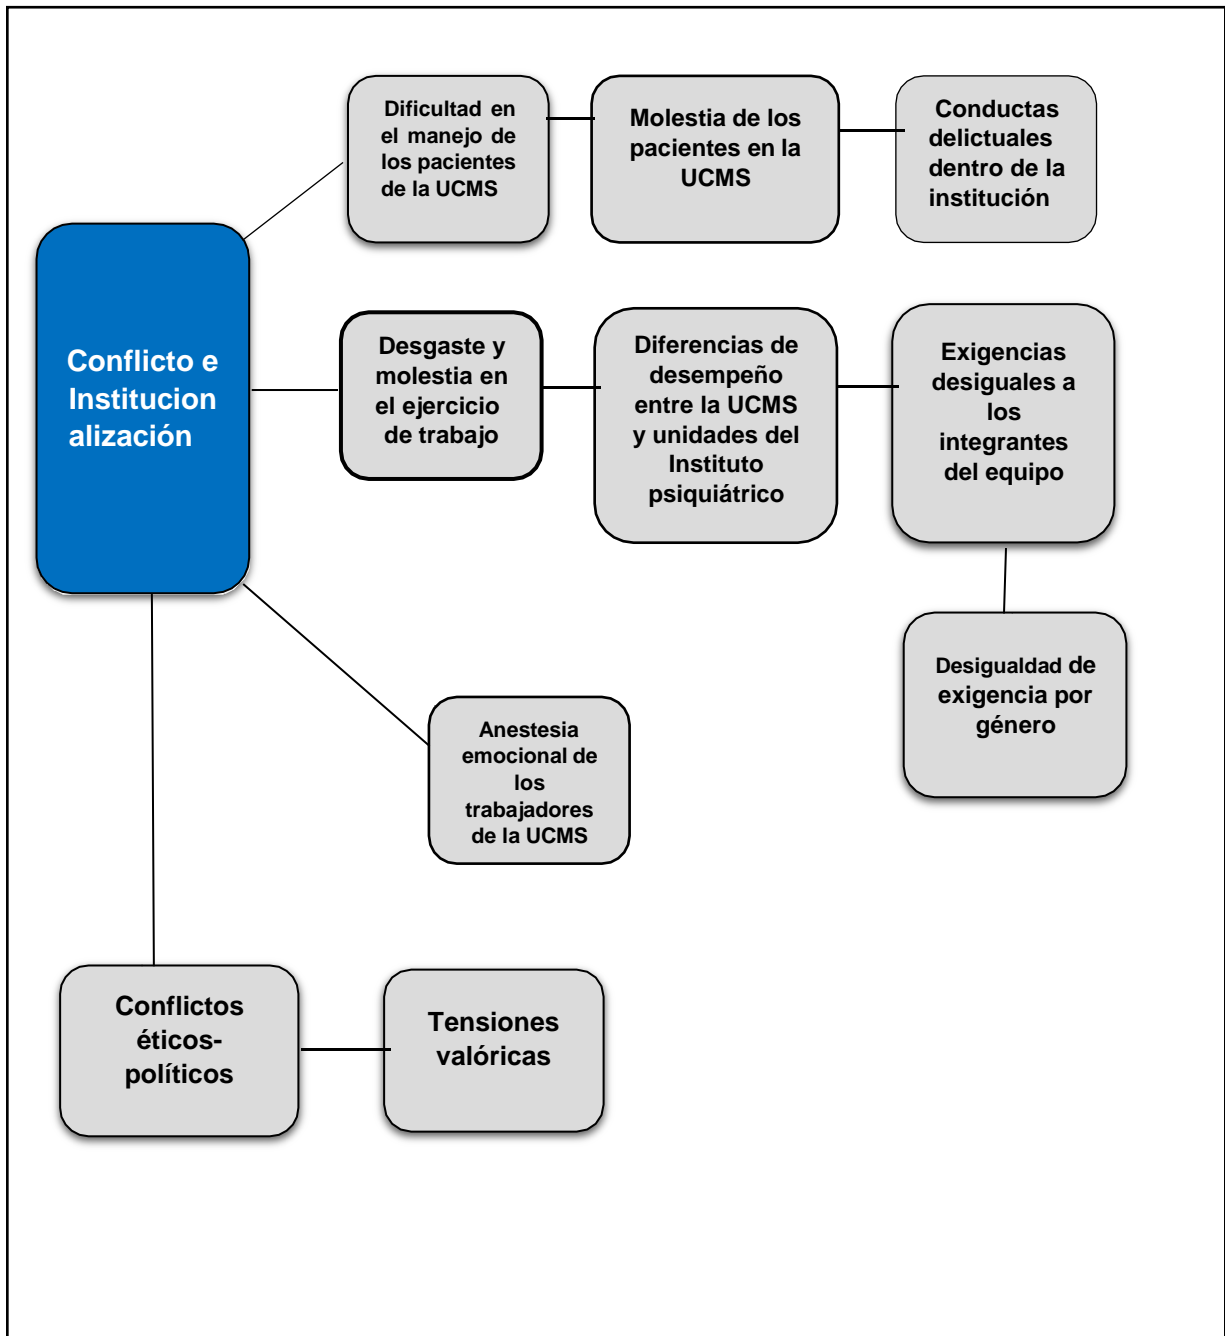 Dificultad en
el manejo de
los pacientes
de la UCMS
Molestia de los
pacientes en la
UCMS
Conductas
delictuales
dentro de la
institución
Conflicto e
Institucion
alización
Desgaste y
molestia en
el ejercicio
de trabajo
Diferencias de
desempeño
entre la UCMS
y unidades del
Instituto
psiquiátrico
Exigencias
desiguales a
los
integrantes
del equipo
Desigualdad de
exigencia por
género
Anestesia
emocional de
los
trabajadores
de la UCMS
Conflictos
éticos-
políticos
Tensiones
valóricas